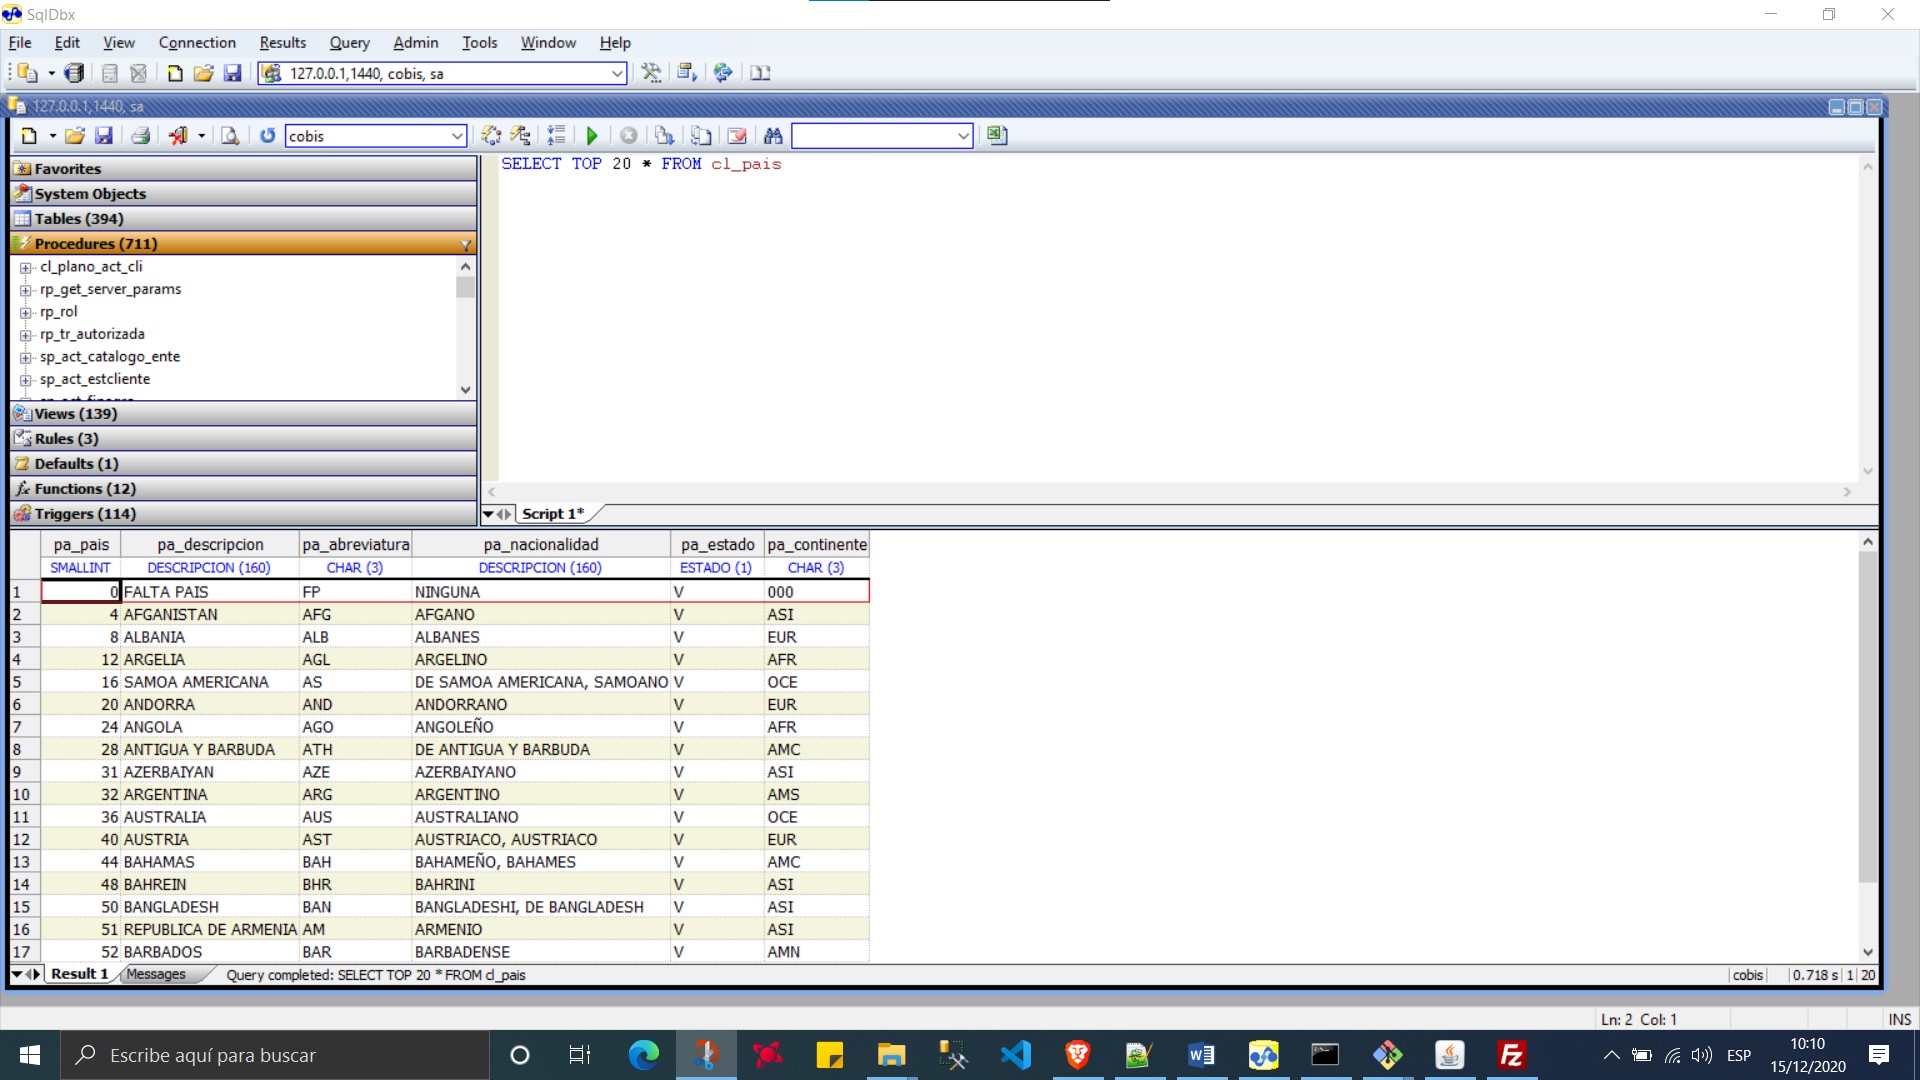 SqlDbx
File Edit View Connection Results Query Admin Tools Window Help
127.0.0.1,1440, cobis, sa
127.0.0.1,1440, sa
cobis
Favorites
System Objects
Tables (394)
Procedures (711)
cl_plano_act_cli
rp_get_server_params
rp_rol
rp_tr_autorizada
sp_act_catalogo_ente
sp_act_estcliente
Views (139)
Rules (3)
Defaults (1)
Functions (12)
Triggers (114)
SELECT TOP 20 * FROM cl_pais
Script 1*
pa_pais pa_descripcion pa_abreviatura pa_nacionalidad pa_estado pa_continente
SMALLINT DESCRIPCION (160) CHAR (3) DESCRIPCION (160) ESTADO (1) CHAR (3)
1 0 FALTA PAIS FP NINGUNA V 000
2 4 AFGANISTAN AFG AFGANO V ASI
3 8 ALBANIA ALB ALBANES V EUR
4 12 ARGELIA AGL ARGELINO V AFR
5 16 SAMOA AMERICANA AS DE SAMOA AMERICANA, SAMOANO V OCE
6 20 ANDORRA AND ANDORRANO V EUR
7 24 ANGOLA AGO ANGOLEÑO V AFR
8 28 ANTIGUA Y BARBUDA ATH DE ANTIGUA Y BARBUDA V AMC
9 31 AZERBAIYAN AZE AZERBAIYANO V ASI
10 32 ARGENTINA ARG ARGENTINO V AMS
11 36 AUSTRALIA AUS AUSTRALIANO V OCE
12 40 AUSTRIA AST AUSTRIACO, AUSTRIACO V EUR
13 44 BAHAMAS BAH BAHAMEÑO, BAHAMES V AMC
14 48 BAHREIN BHR BAHRINI V ASI
15 50 BANGLADESH BAN BANGLADESHI, DE BANGLADESH V ASI
16 51 REPUBLICA DE ARMENIA AM ARMENIO V ASI
17 52 BARBADOS BAR BARBADENSE V AMN
Result 1 Messages Query completed: SELECT TOP 20 * FROM cl_pais cobis 0.718 s 1 20
Ln: 2 Col: 1 INS
Escribe aquí para buscar
ESP
10:10
15/12/2020